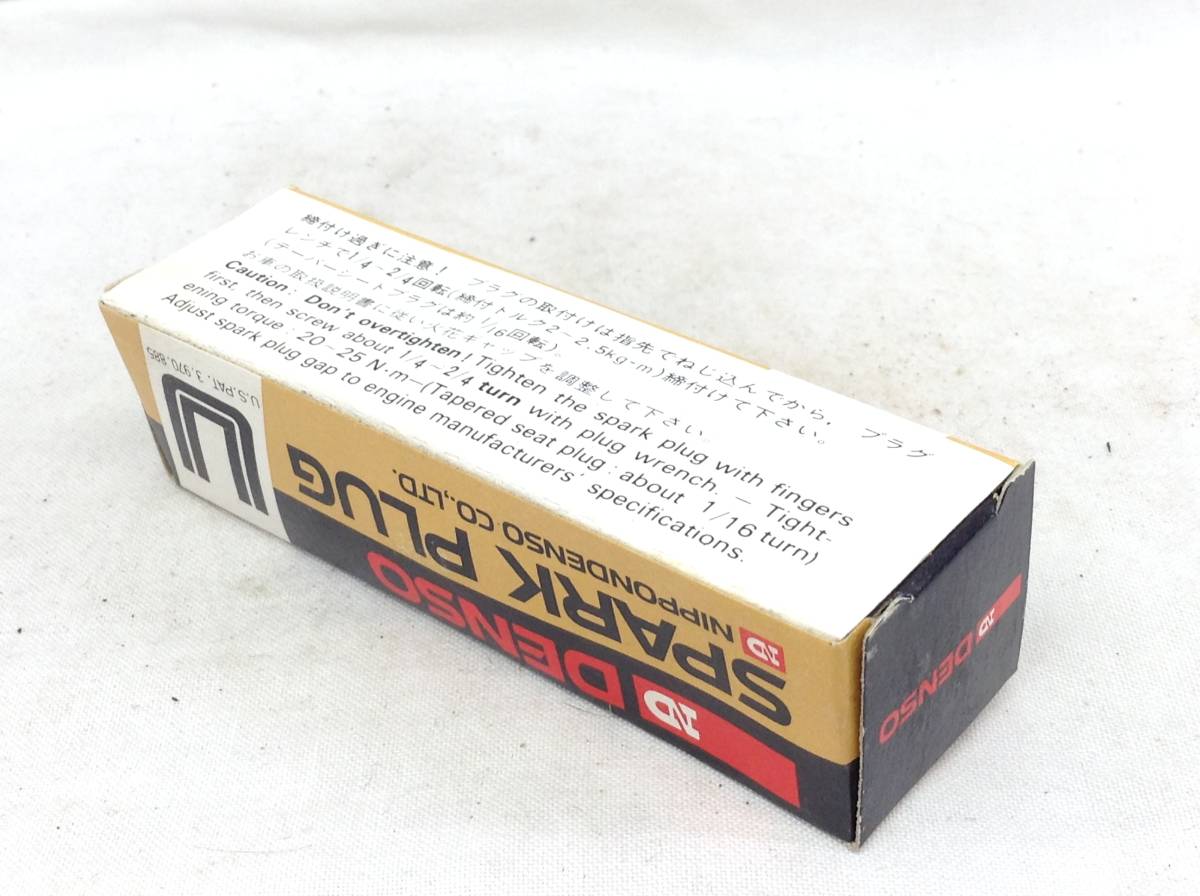 締付け過ぎに注意! プラグの取付けは指先でねじ込んでから、プラグ
レンチで1/4-2/4回転(締付トルク2-2.5kg-m)締付けて下さい。
(テーパーシートプラグは約1/16回転)。
お車の取扱説明書に従い火花ギャップを調整して下さい。
Caution: Don't overtighten! Tighten the spark plug with fingers
first, then screw about 1/4-2/4 turn with plug wrench. — Tight-
ening torque: 20-25 N·m—(Tapered seat plug: about 1/16 turn)
Adjust spark plug gap to engine manufacturers' specifications.
U.S.PAT. 3,970,885
U
ND DENSO
SPARK PLUG
ND NIPPONDENSO CO.,LTD.
ND DENSO